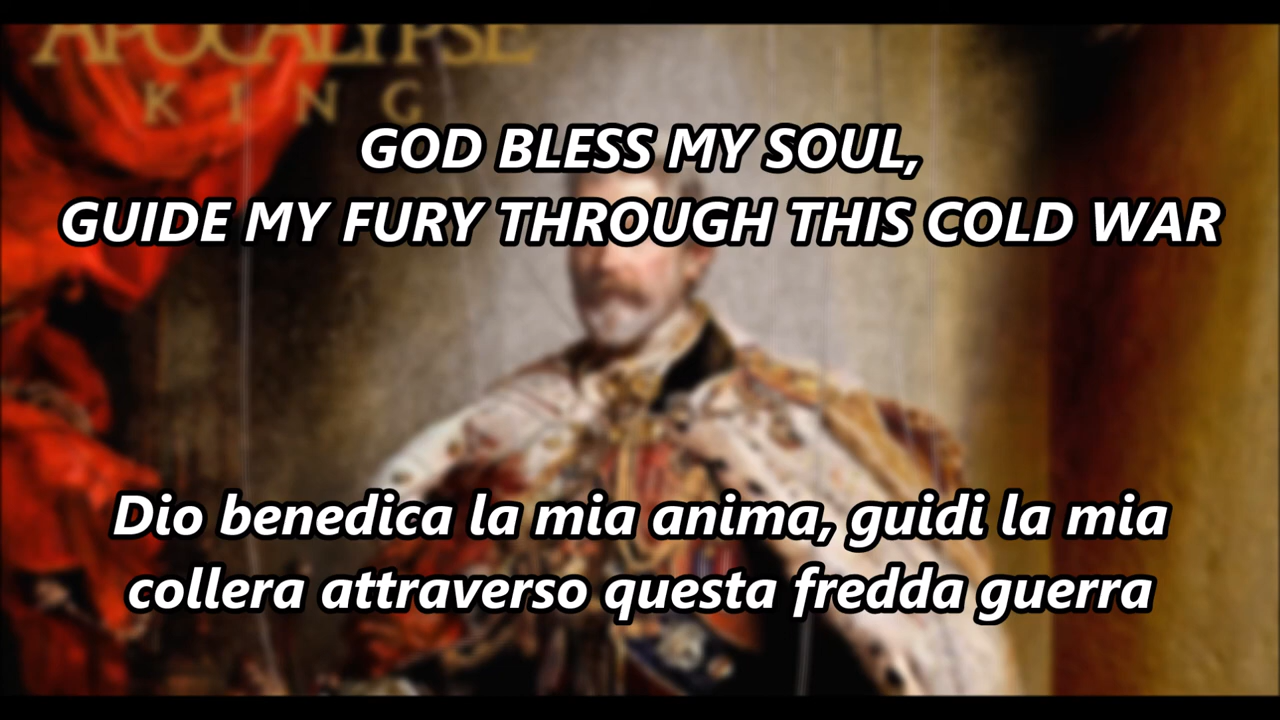 APOCALYPSE
KING
GOD BLESS MY SOUL,
GUIDE MY FURY THROUGH THIS COLD WAR
Dio benedica la mia anima, guidi la mia
collera attraverso questa fredda guerra